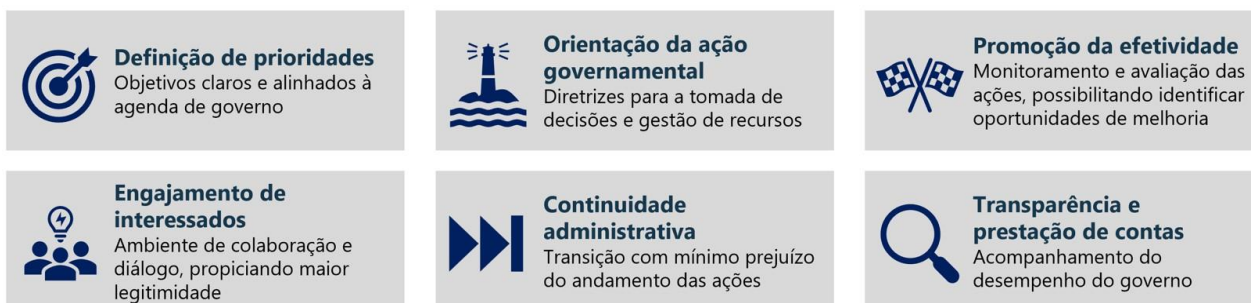 Definição de prioridades
Objetivos claros e alinhados à
agenda de governo
Orientação da ação
governamental
Diretrizes para a tomada de
decisões e gestão de recursos
Promoção da efetividade
Monitoramento e avaliação das
ações, possibilitando identificar
oportunidades de melhoria
Engajamento de
interessados
Ambiente de colaboração e
diálogo, propiciando maior
legitimidade
Continuidade
administrativa
Transição com mínimo prejuízo
do andamento das ações
Transparência e
prestação de contas
Acompanhamento do
desempenho do governo